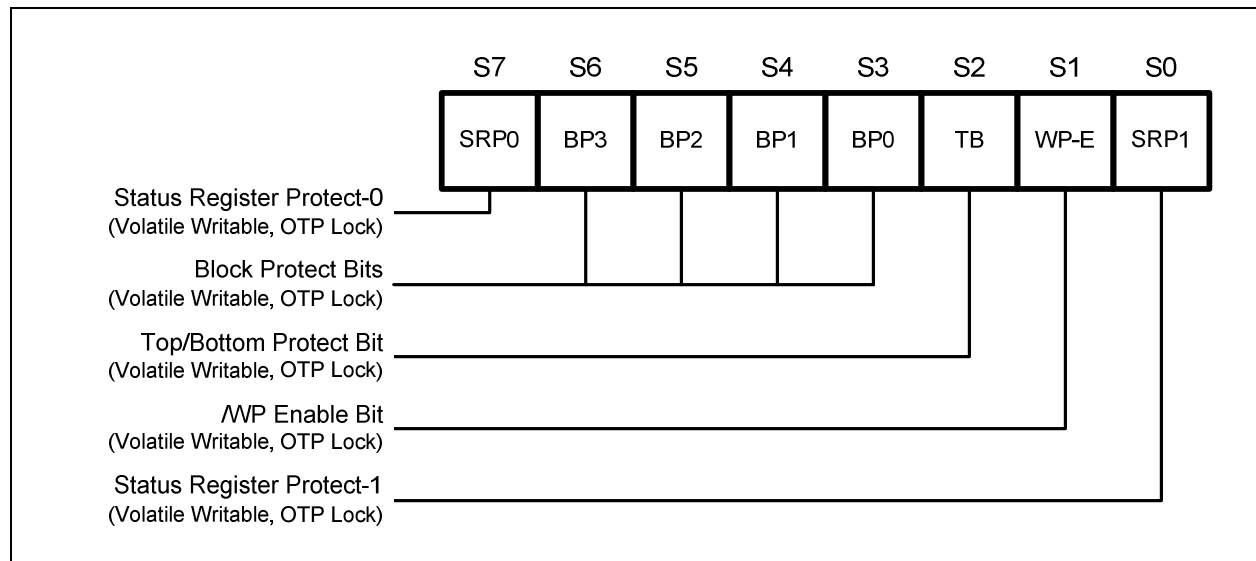 S7 S6 S5 S4 S3 S2 S1 S0
SRP0 BP3 BP2 BP1 BP0 TB WP-E SRP1
Status Register Protect-0
(Volatile Writable, OTP Lock)
Block Protect Bits
(Volatile Writable, OTP Lock)
Top/Bottom Protect Bit
(Volatile Writable, OTP Lock)
/WP Enable Bit
(Volatile Writable, OTP Lock)
Status Register Protect-1
(Volatile Writable, OTP Lock)